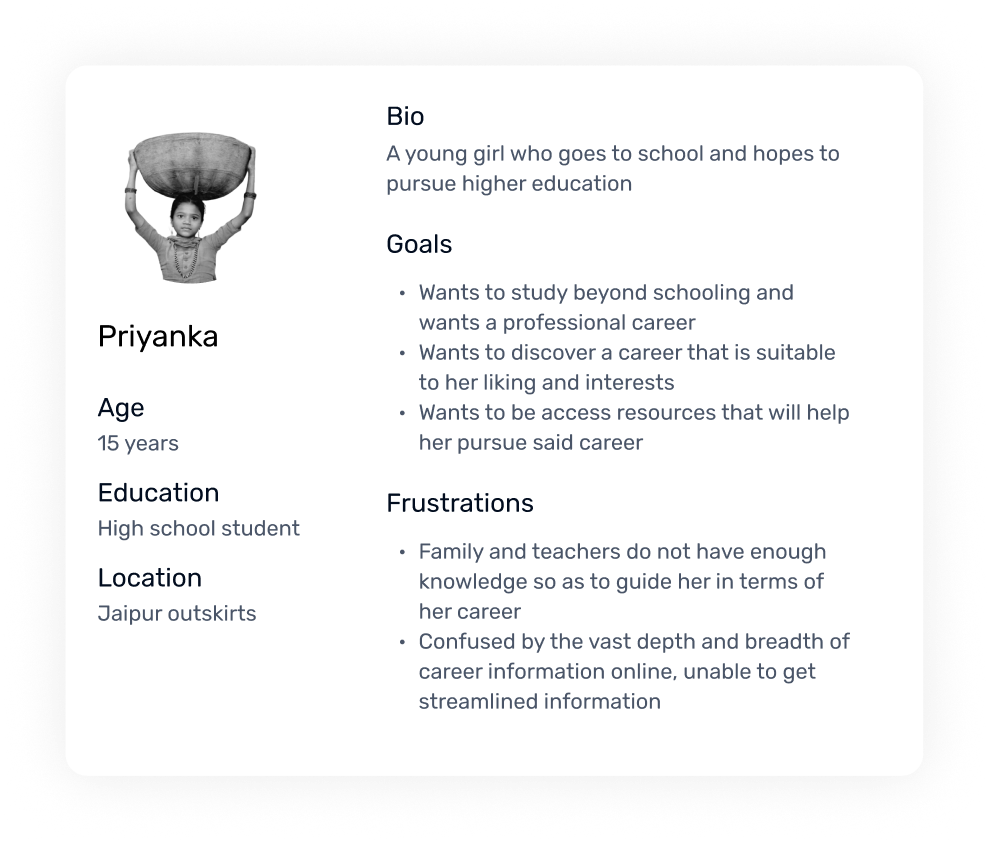 Priyanka
Age
15 years
Education
High school student
Location
Jaipur outskirts
Bio
A young girl who goes to school and hopes to
pursue higher education
Goals
• Wants to study beyond schooling and
wants a professional career
• Wants to discover a career that is suitable
to her liking and interests
• Wants to be access resources that will help
her pursue said career
Frustrations
• Family and teachers do not have enough
knowledge so as to guide her in terms of
her career
• Confused by the vast depth and breadth of
career information online, unable to get
streamlined information